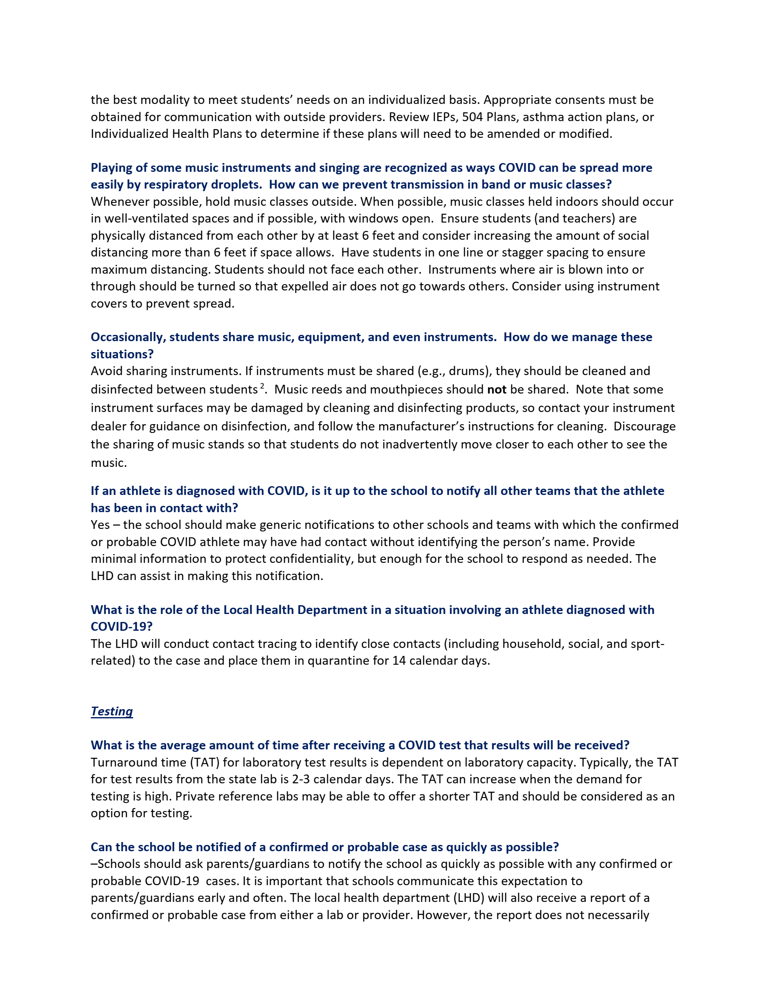 the best modality to meet students’ needs on an individualized basis. Appropriate consents must be
obtained for communication with outside providers. Review IEPs, 504 Plans, asthma action plans, or
Individualized Health Plans to determine if these plans will need to be amended or modified.
Playing of some music instruments and singing are recognized as ways COVID can be spread more
easily by respiratory droplets.  How can we prevent transmission in band or music classes?
Whenever possible, hold music classes outside. When possible, music classes held indoors should occur
in well-ventilated spaces and if possible, with windows open.  Ensure students (and teachers) are
physically distanced from each other by at least 6 feet and consider increasing the amount of social
distancing more than 6 feet if space allows.  Have students in one line or stagger spacing to ensure
maximum distancing. Students should not face each other.  Instruments where air is blown into or
through should be turned so that expelled air does not go towards others. Consider using instrument
covers to prevent spread.
Occasionally, students share music, equipment, and even instruments.  How do we manage these
situations?
Avoid sharing instruments. If instruments must be shared (e.g., drums), they should be cleaned and
disinfected between students 2.  Music reeds and mouthpieces should not be shared.  Note that some
instrument surfaces may be damaged by cleaning and disinfecting products, so contact your instrument
dealer for guidance on disinfection, and follow the manufacturer’s instructions for cleaning.  Discourage
the sharing of music stands so that students do not inadvertently move closer to each other to see the
music.
If an athlete is diagnosed with COVID, is it up to the school to notify all other teams that the athlete
has been in contact with?
Yes – the school should make generic notifications to other schools and teams with which the confirmed
or probable COVID athlete may have had contact without identifying the person’s name. Provide
minimal information to protect confidentiality, but enough for the school to respond as needed. The
LHD can assist in making this notification.
What is the role of the Local Health Department in a situation involving an athlete diagnosed with
COVID-19?
The LHD will conduct contact tracing to identify close contacts (including household, social, and sport-
related) to the case and place them in quarantine for 14 calendar days.
Testing
What is the average amount of time after receiving a COVID test that results will be received?
Turnaround time (TAT) for laboratory test results is dependent on laboratory capacity. Typically, the TAT
for test results from the state lab is 2-3 calendar days. The TAT can increase when the demand for
testing is high. Private reference labs may be able to offer a shorter TAT and should be considered as an
option for testing.
Can the school be notified of a confirmed or probable case as quickly as possible?
–Schools should ask parents/guardians to notify the school as quickly as possible with any confirmed or
probable COVID-19  cases. It is important that schools communicate this expectation to
parents/guardians early and often. The local health department (LHD) will also receive a report of a
confirmed or probable case from either a lab or provider. However, the report does not necessarily